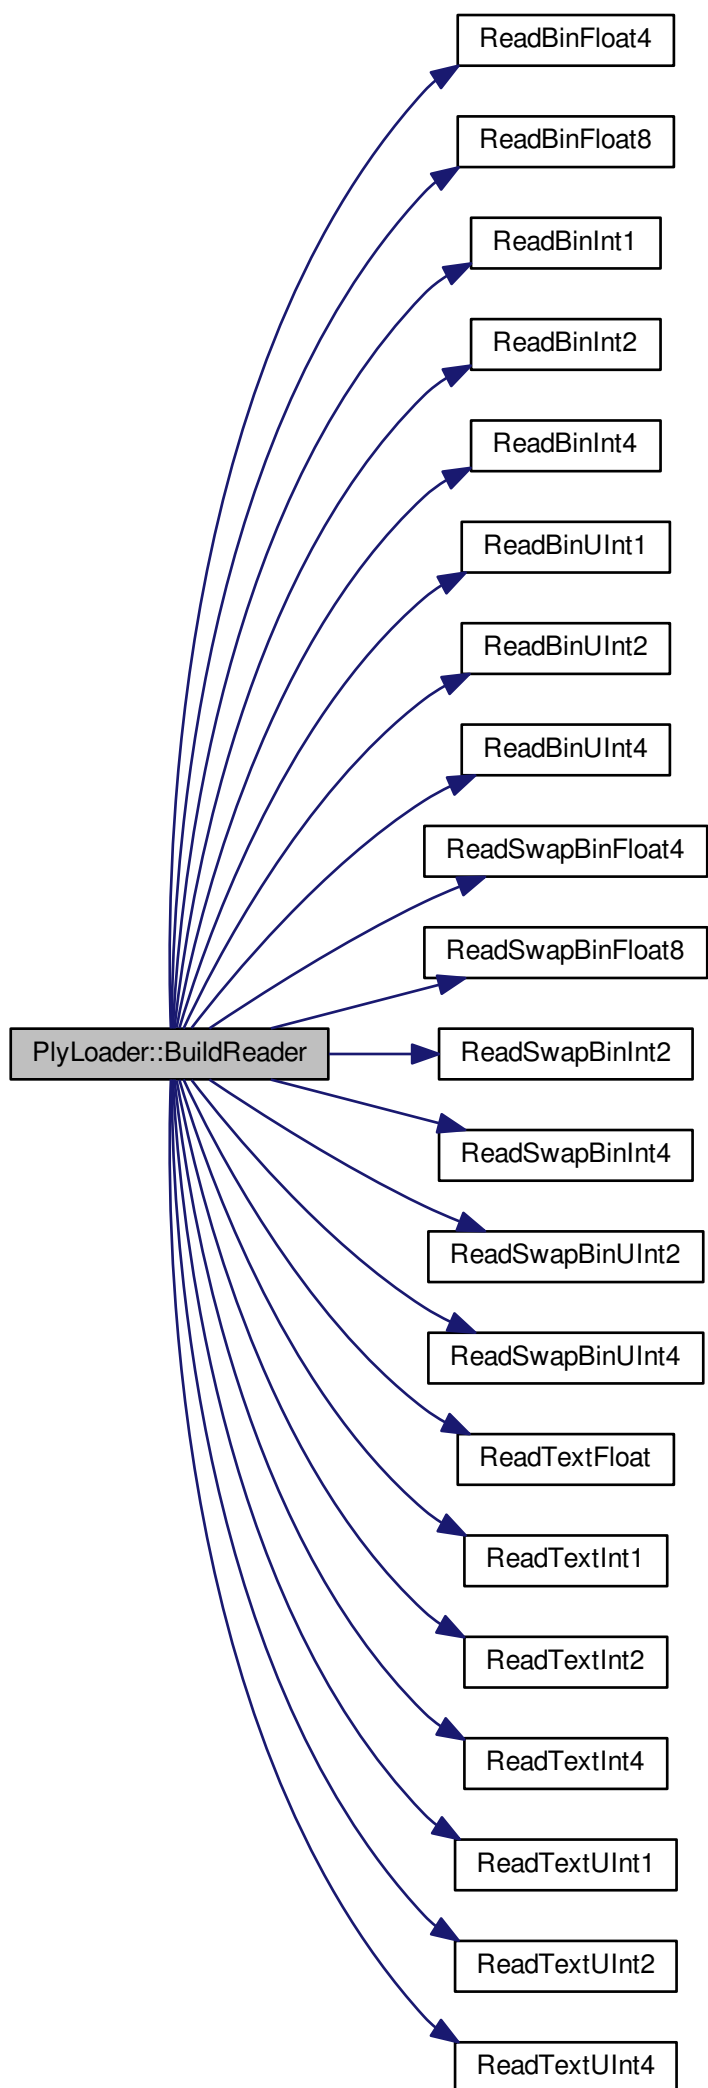 ReadBinFloat4
ReadBinFloat8
ReadBinInt1
ReadBinInt2
ReadBinInt4
ReadBinUInt1
ReadBinUInt2
ReadBinUInt4
ReadSwapBinFloat4
ReadSwapBinFloat8
PlyLoader::BuildReader
ReadSwapBinInt2
ReadSwapBinInt4
ReadSwapBinUInt2
ReadSwapBinUInt4
ReadTextFloat
ReadTextInt1
ReadTextInt2
ReadTextInt4
ReadTextUInt1
ReadTextUInt2
ReadTextUInt4